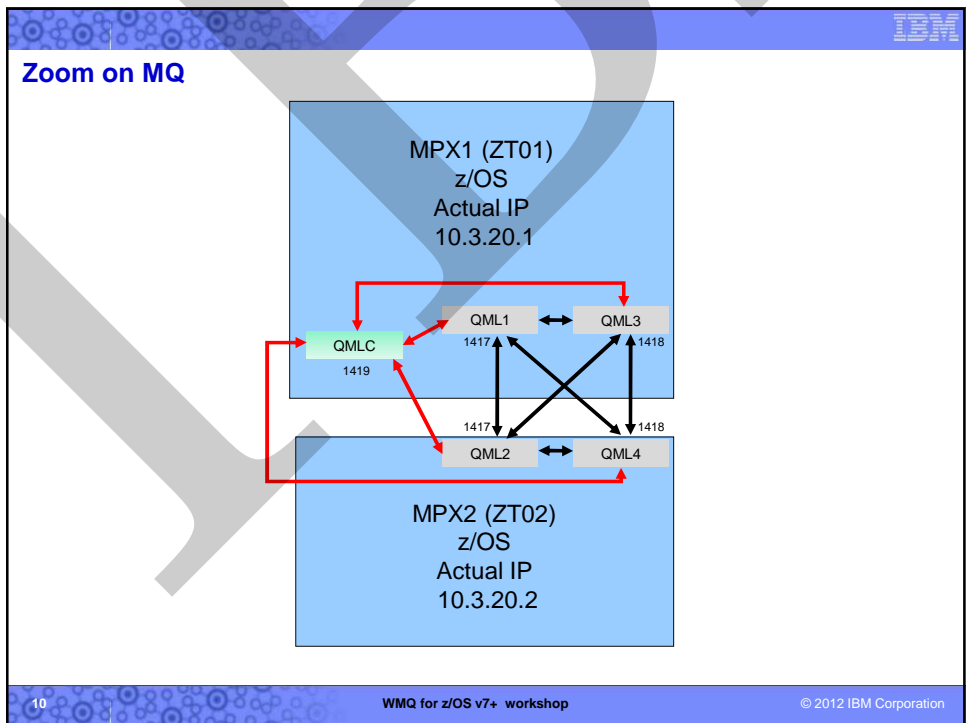 IBM
Zoom on MQ
MPX1 (ZT01)
z/OS
Actual IP
10.3.20.1
QML1
QML3
1417
1418
QMLC
1419
1417
1418
QML2
QML4
MPX2 (ZT02)
z/OS
Actual IP
10.3.20.2
10
WMQ for z/OS v7+ workshop
© 2012 IBM Corporation